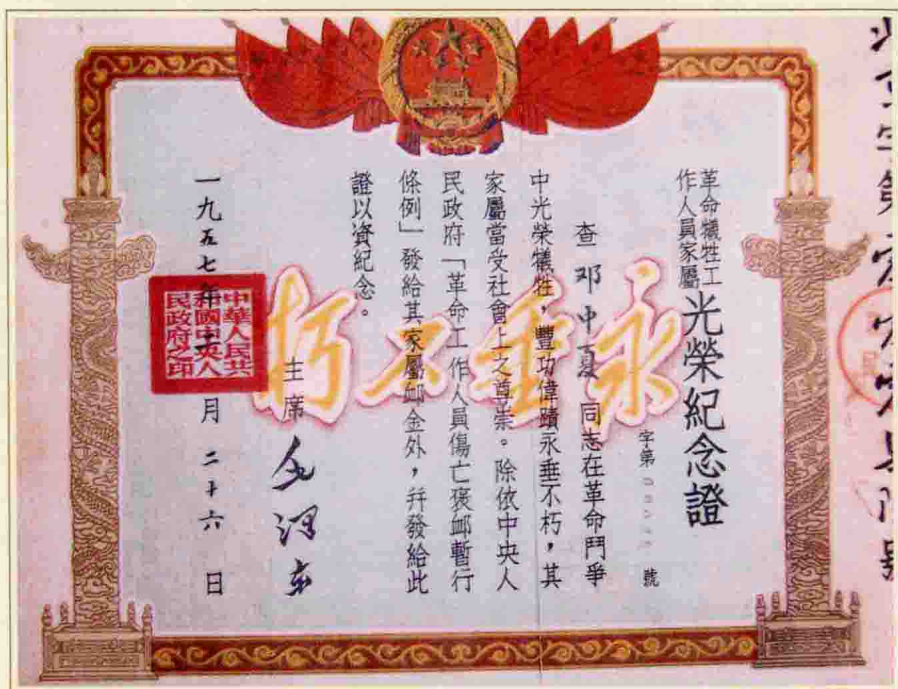 革命犧牲工
作人員家屬
光榮紀念證
字第
號
查 邓中夏 同志在革命鬥爭
中光榮犧牲，豐功偉蹟永垂不朽，其
家屬當受社會上之尊崇。除依中央人
民政府「革命工作人員傷亡褒卹暫行
條例」發給其家屬卹金外，并發給此
證以資紀念。
主席 毛澤东
一九五七年
月 二十六 日
中華人民共
和國中央人
民政府之印
永垂不朽